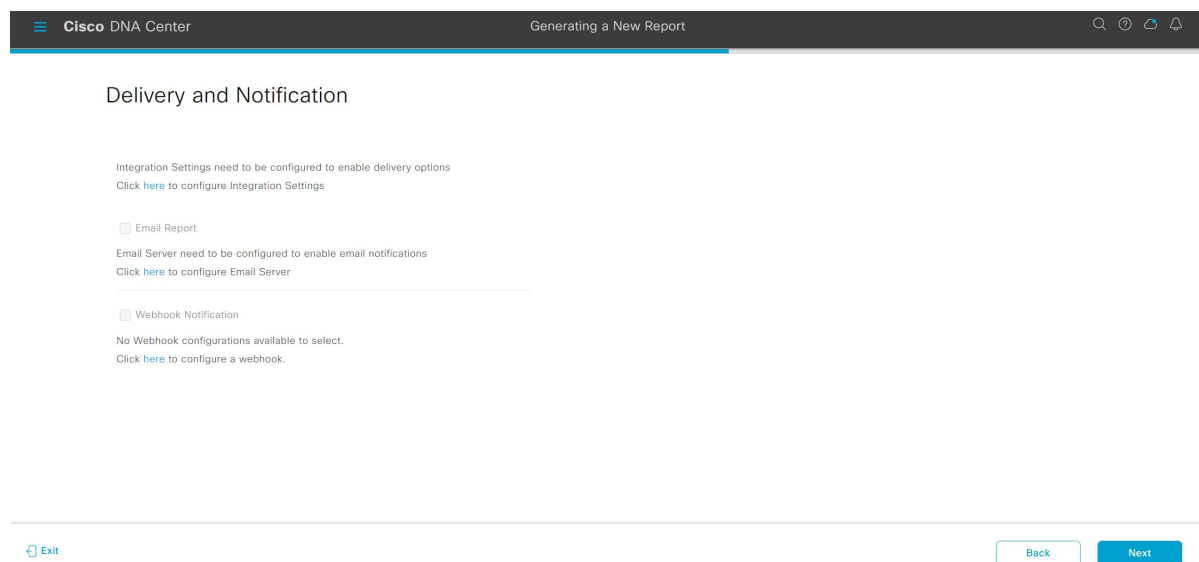 Cisco DNA Center
Generating a New Report
Delivery and Notification
Integration Settings need to be configured to enable delivery options
Click here to configure Integration Settings
Email Report
Email Server need to be configured to enable email notifications
Click here to configure Email Server
Webhook Notification
No Webhook configurations available to select.
Click here to configure a webhook.
Exit
Back
Next